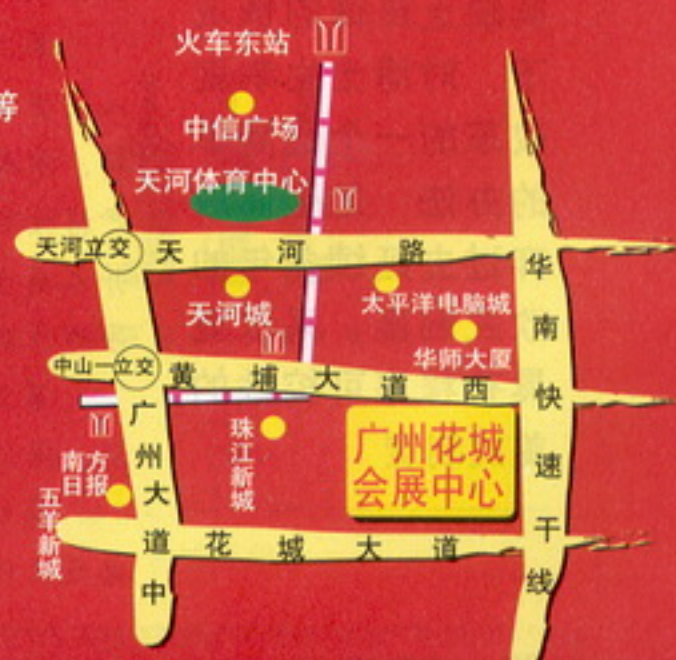 火车东站
等
中信广场
天河体育中心
天河立交
天河路
天河城
太平洋电脑城
华师大厦
中山一立交
黄埔大道西
广州大道中
华南快速干线
珠江新城
广州花城
会展中心
南方
日报
五羊新城
花城大道